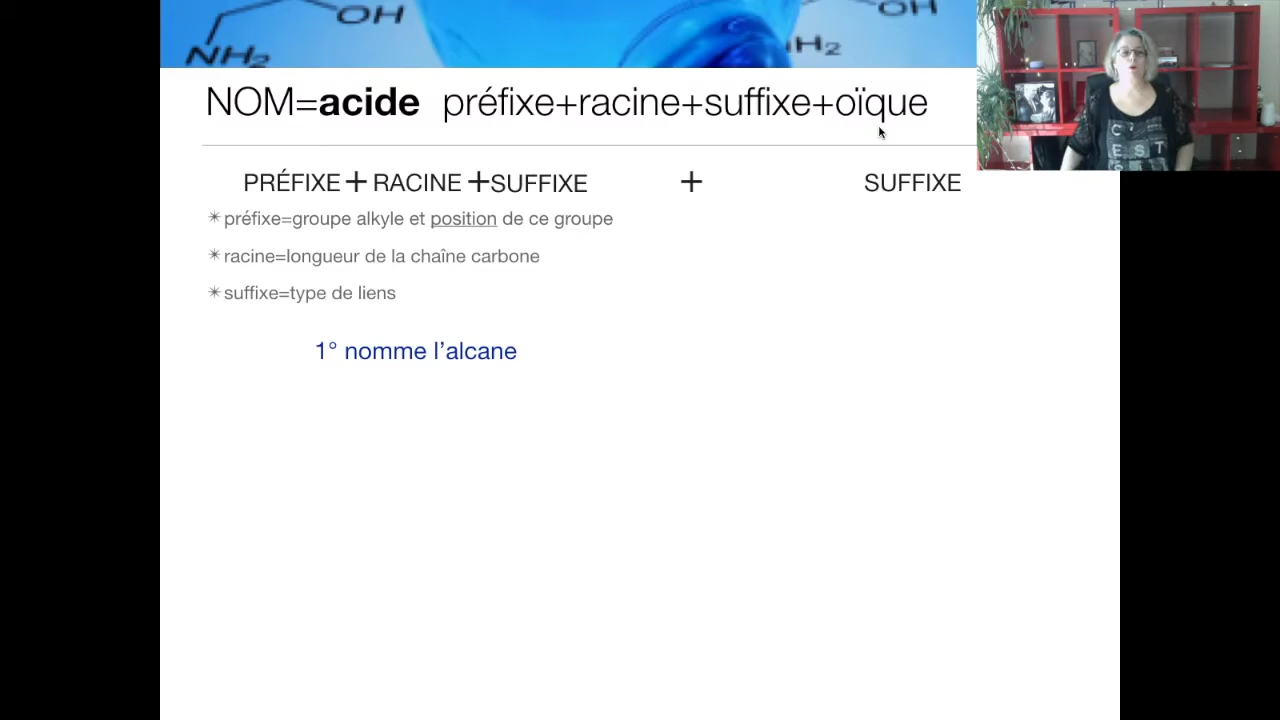 OH
OH
NH₂
H₂
NOM=acide préfixe+racine+suffixe+oïque
PRÉFIXE+RACINE+SUFFIXE + SUFFIXE
✴préfixe=groupe alkyle et position de ce groupe
✴racine=longueur de la chaîne carbone
✴suffixe=type de liens
1° nomme l’alcane